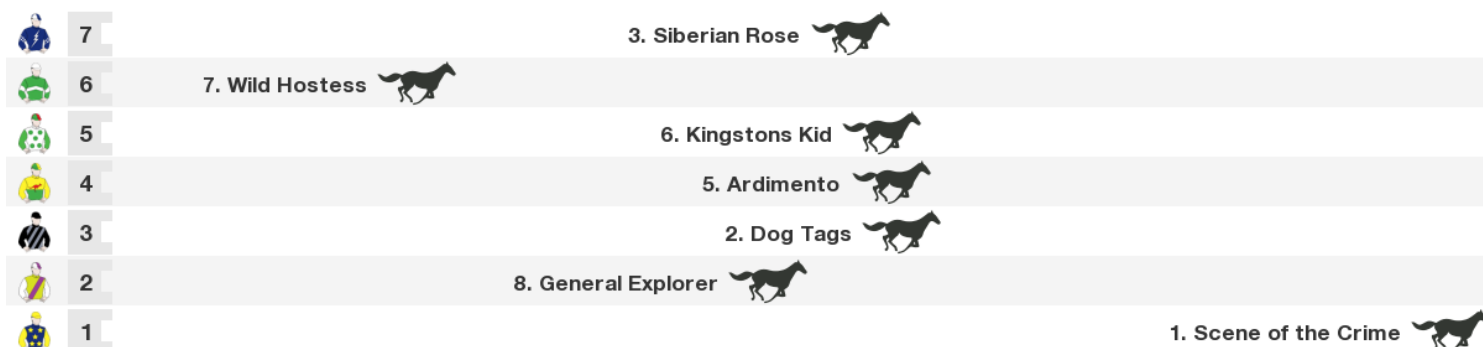 7 3. Siberian Rose
6 7. Wild Hostess
5 6. Kingstons Kid
4 5. Ardimento
3 2. Dog Tags
2 8. General Explorer
1 1. Scene of the Crime